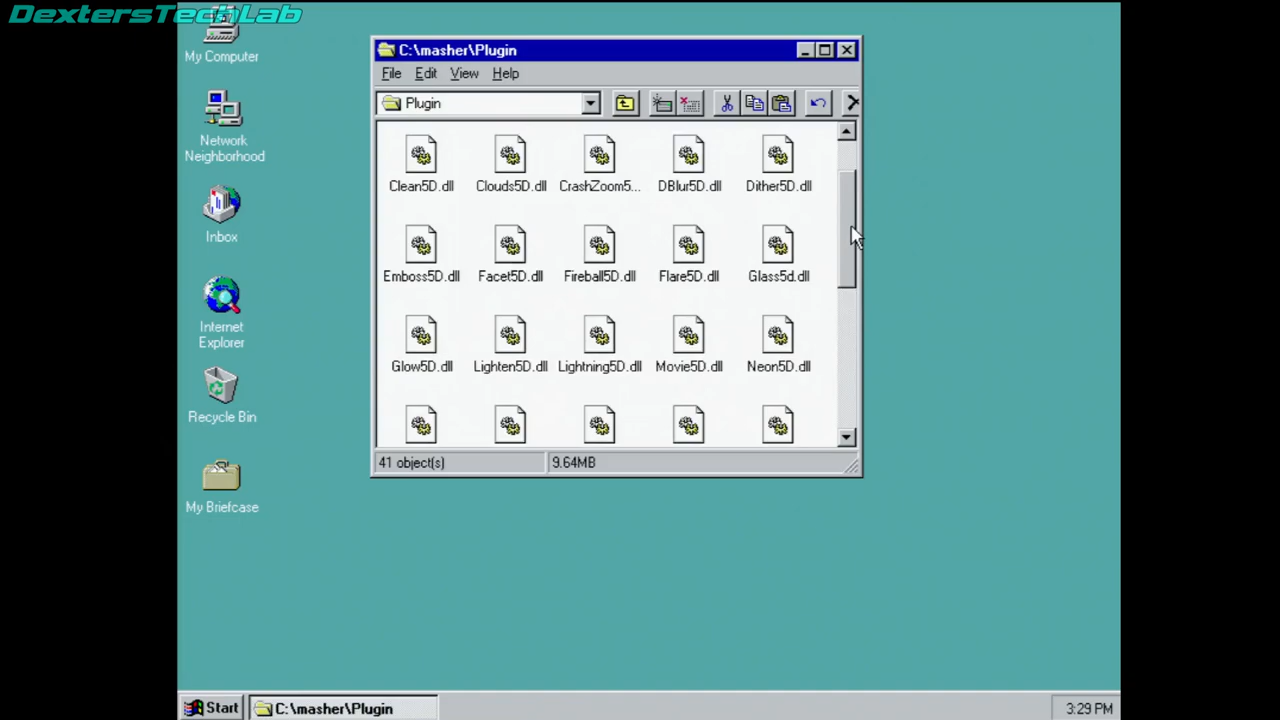 DextersTechLab
My Computer
Network
Neighborhood
Inbox
Internet
Explorer
Recycle Bin
My Briefcase
C:\masher\Plugin
File Edit View Help
Plugin
Clean5D.dll Clouds5D.dll CrashZoom5... DBlur5D.dll Dither5D.dll
Emboss5D.dll Facet5D.dll Fireball5D.dll Flare5D.dll Glass5d.dll
Glow5D.dll Lighten5D.dll Lightning5D.dll Movie5D.dll Neon5D.dll
41 object(s) 9.64MB
Start C:\masher\Plugin 3:29 PM